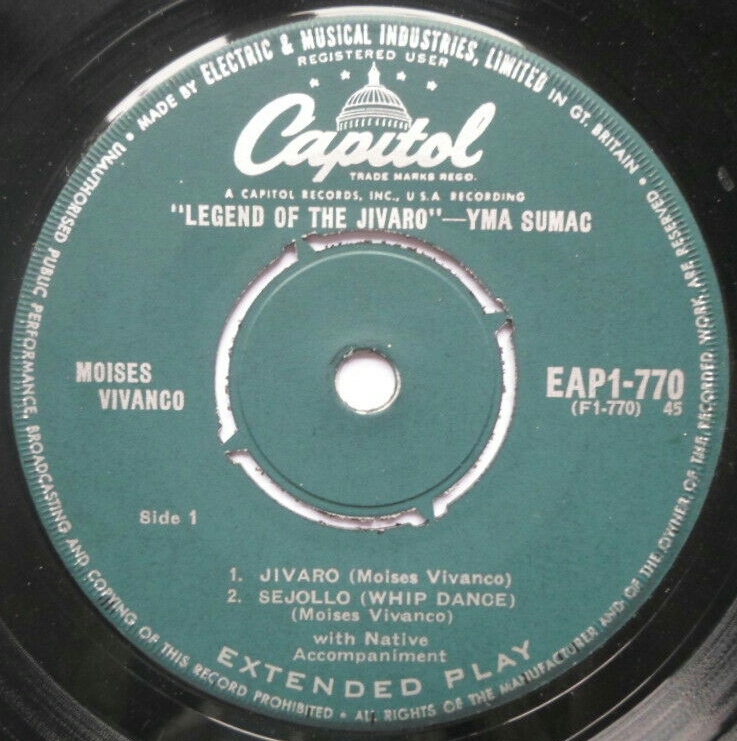 MADE BY ELECTRIC & MUSICAL INDUSTRIES, LIMITED IN GT. BRITAIN •
REGISTERED USER
Capitol
TRADE MARKS REGD.
A CAPITOL RECORDS, INC., U S A RECORDING
"LEGEND OF THE JIVARO"—YMA SUMAC
MOISES
VIVANCO
EAP1-770
(F1-770) 45
Side 1
1. JIVARO (Moises Vivanco)
2. SEJOLLO (WHIP DANCE)
(Moises Vivanco)
with Native
Accompaniment
EXTENDED PLAY
• UNAUTHORISED PUBLIC PERFORMANCE, BROADCASTING AND COPYING OF THIS RECORD PROHIBITED • ALL RIGHTS OF THE MANUFACTURER AND OF THE OWNER OF THE RECORDED WORK ARE RESERVED •